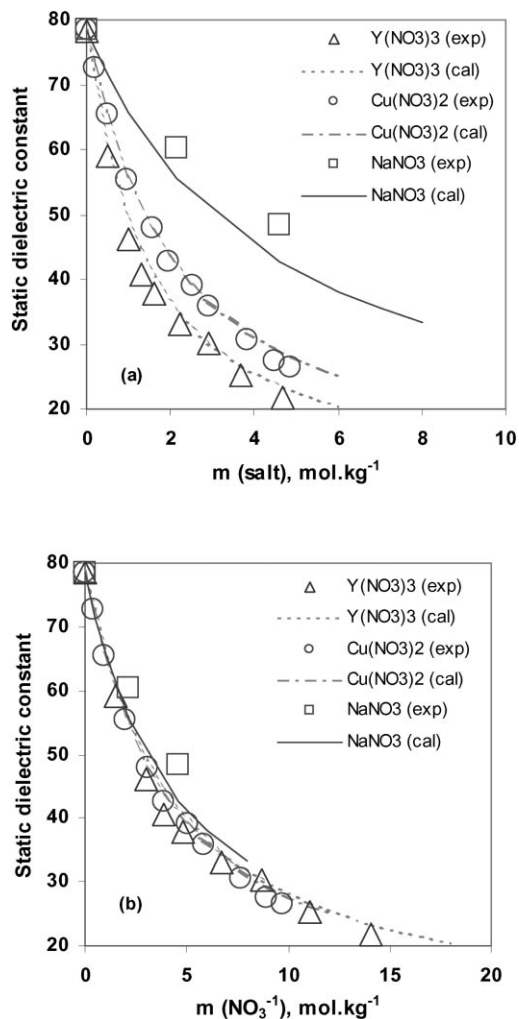 80
70
60
50
40
30
20
Static dielectric constant
Y(NO3)3 (exp)
Y(NO3)3 (cal)
Cu(NO3)2 (exp)
Cu(NO3)2 (cal)
NaNO3 (exp)
NaNO3 (cal)
(a)
0 2 4 6 8 10
m (salt), mol.kg⁻¹
80
70
60
50
40
30
20
Static dielectric constant
Y(NO3)3 (exp)
Y(NO3)3 (cal)
Cu(NO3)2 (exp)
Cu(NO3)2 (cal)
NaNO3 (exp)
NaNO3 (cal)
(b)
0 5 10 15 20
m (NO₃⁻¹), mol.kg⁻¹